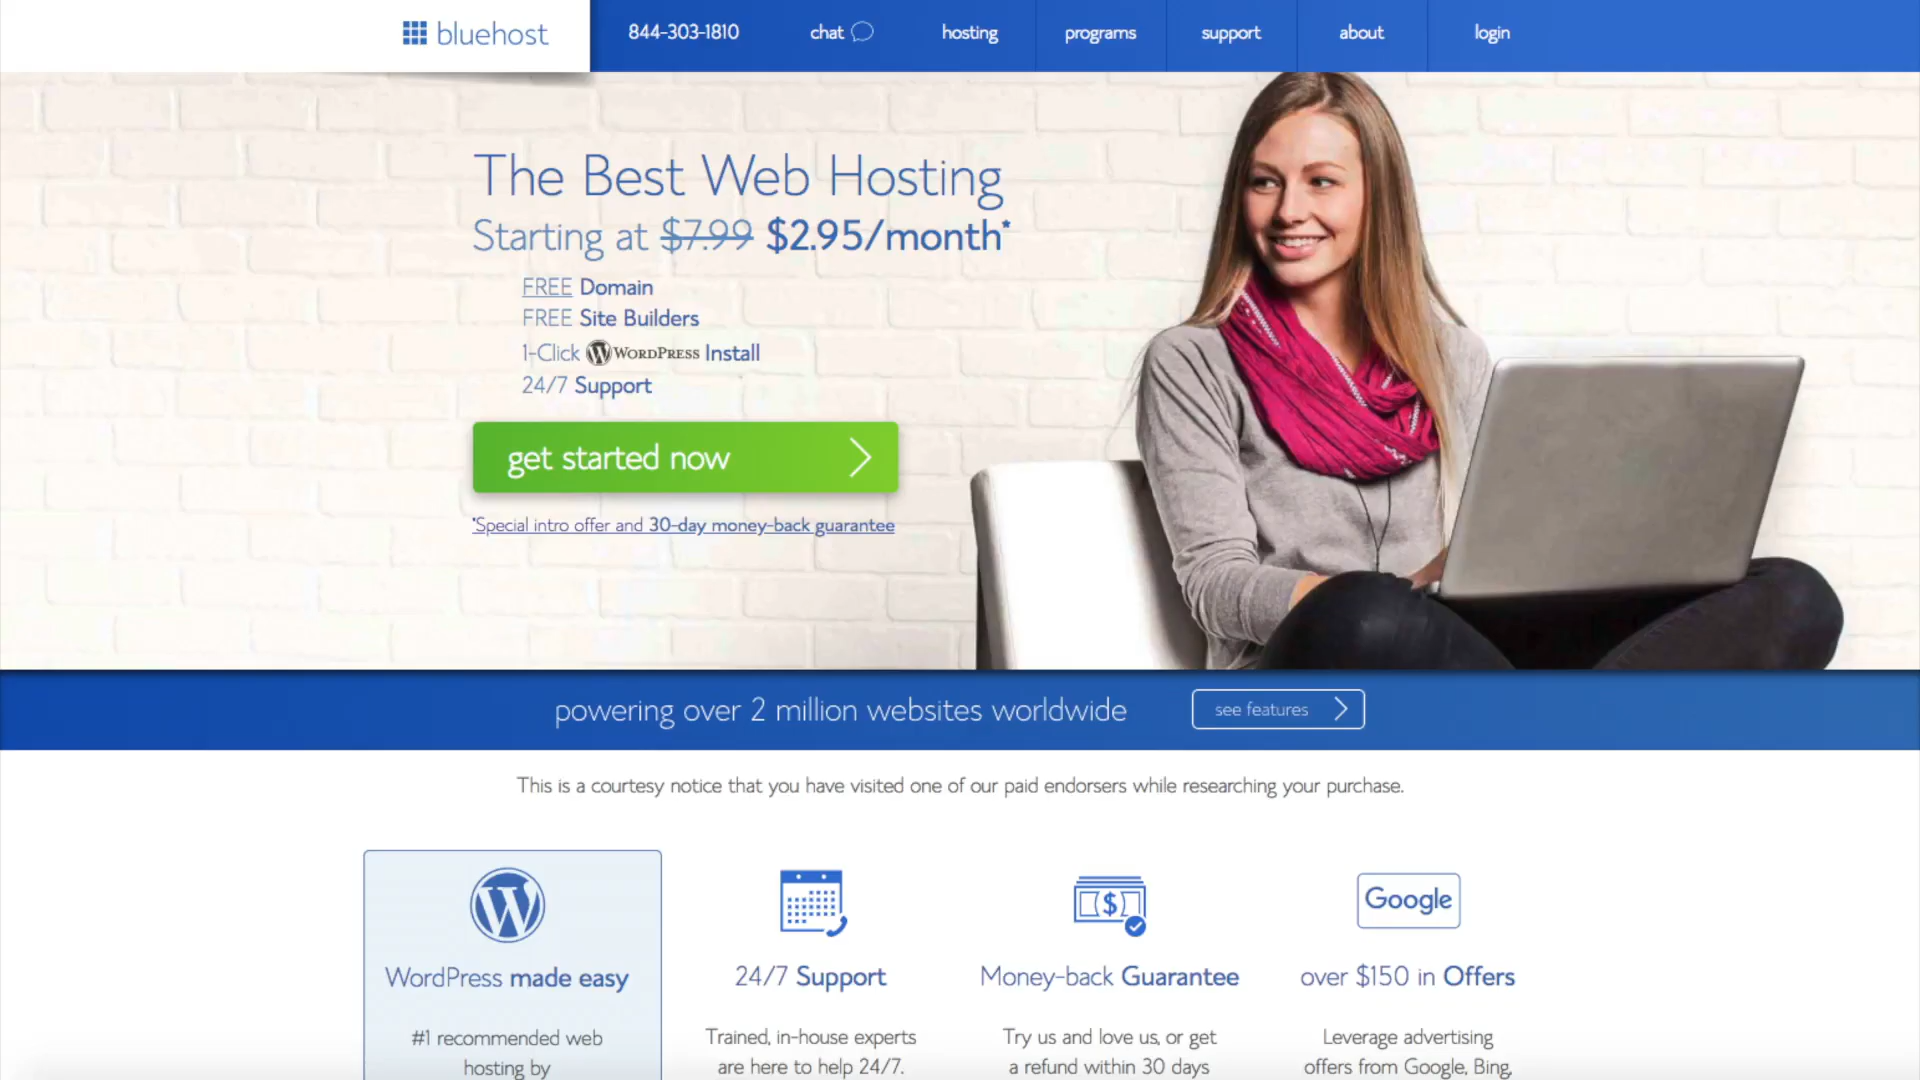 bluehost
844-303-1810
chat
hosting
programs
support
about
login
The Best Web Hosting
Starting at $7.99 $2.95/month*
FREE Domain
FREE Site Builders
1-Click WORDPRESS Install
24/7 Support
get started now
*Special intro offer and 30-day money-back guarantee
powering over 2 million websites worldwide
see features
This is a courtesy notice that you have visited one of our paid endorsers while researching your purchase.
WordPress made easy
#1 recommended web
hosting by
24/7 Support
Trained, in-house experts
are here to help 24/7.
Money-back Guarantee
Try us and love us, or get
a refund within 30 days
Google
over $150 in Offers
Leverage advertising
offers from Google, Bing,